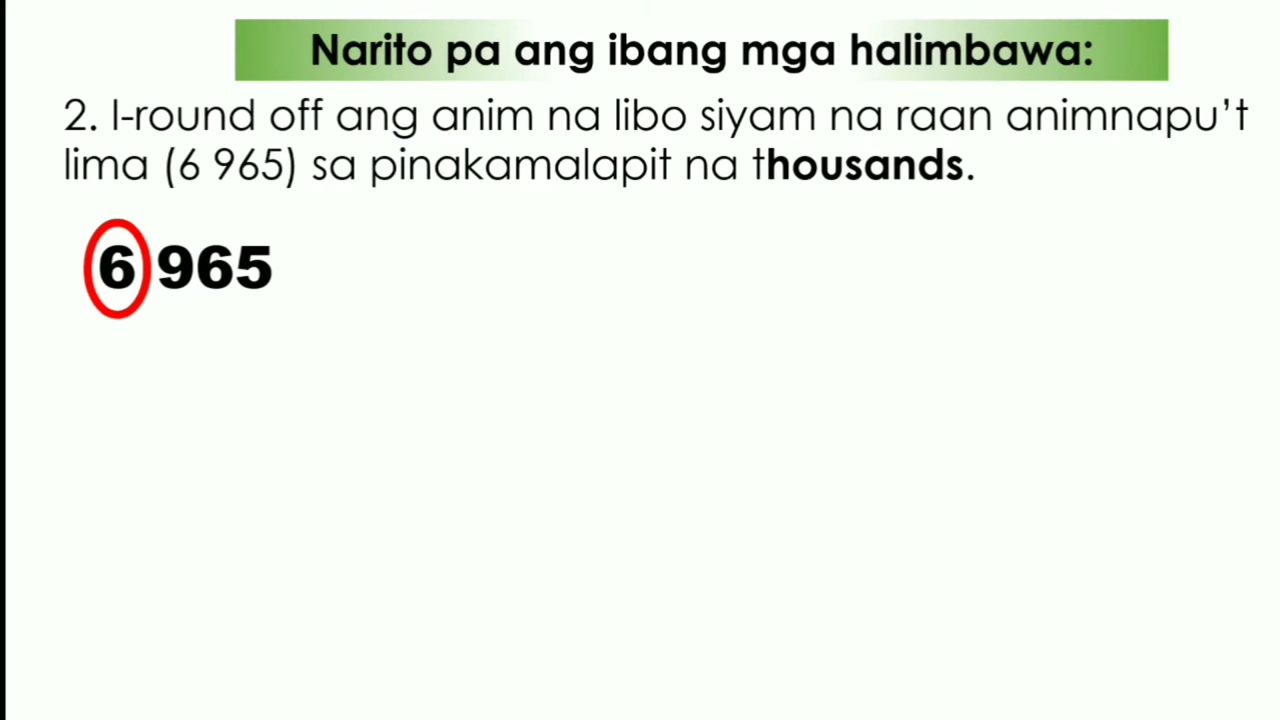 Narito pa ang ibang mga halimbawa:
2. I-round off ang anim na libo siyam na raan animnapu’t
lima (6 965) sa pinakamalapit na thousands.
6 965